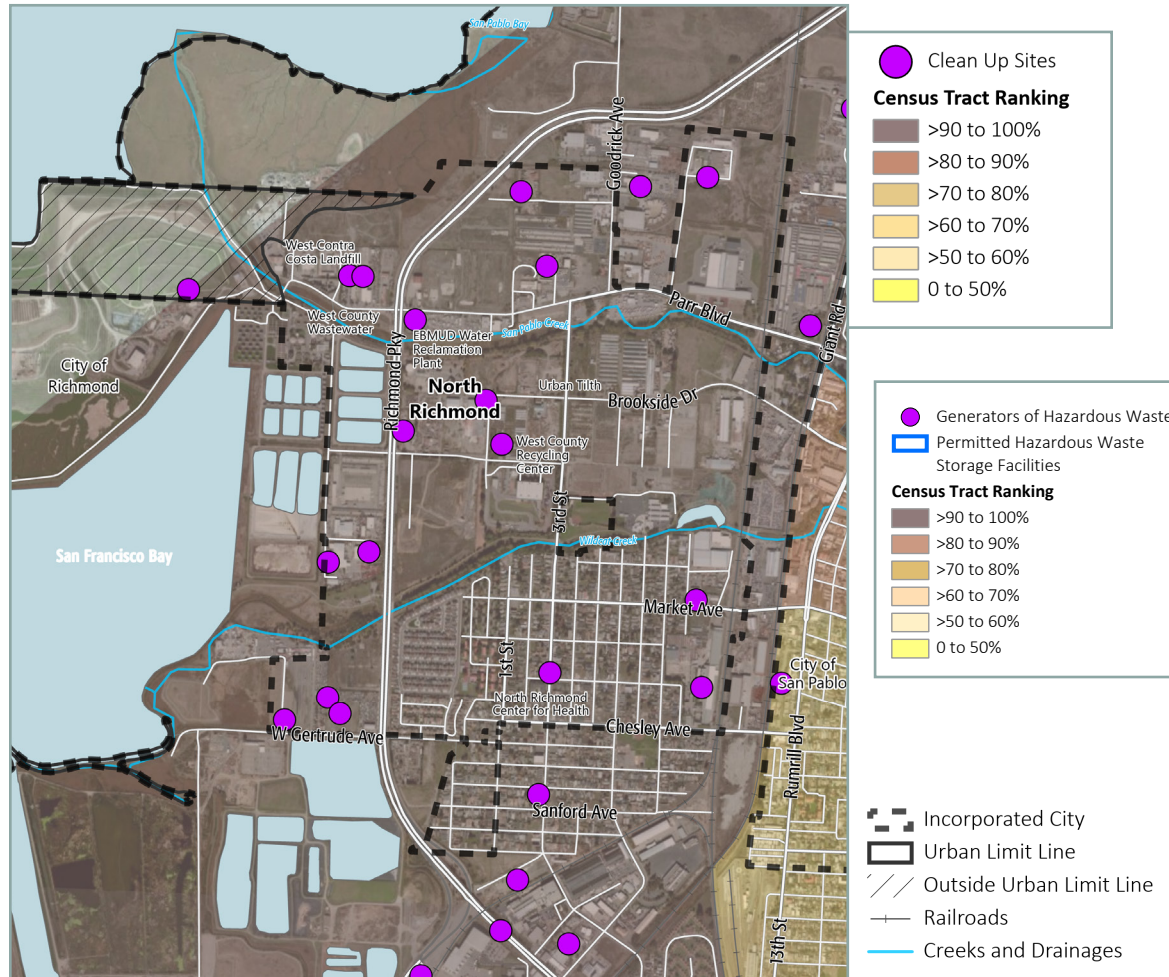 San Pablo Bay
Goodrick Ave
West Contra
Costa Landfill
West County
Wastewater
Parr Blvd
San Pablo Creek
Giant Rd
EBMUD Water
Reclamation
Plant
City of
Richmond
Richmond Pky
North
Richmond
Urban Tilth
Brookside Dr
West County
Recycling
Center
3rd St
San Francisco Bay
Wildcat Creek
Market Ave
1st St
City of
San Pablo
North Richmond
Center for Health
Chesley Ave
W Gertrude Ave
Rumrill Blvd
Sanford Ave
13th St
Clean Up Sites
Census Tract Ranking
>90 to 100%
>80 to 90%
>70 to 80%
>60 to 70%
>50 to 60%
0 to 50%
Generators of Hazardous Waste
Permitted Hazardous Waste
Storage Facilities
Census Tract Ranking
>90 to 100%
>80 to 90%
>70 to 80%
>60 to 70%
>50 to 60%
0 to 50%
Incorporated City
Urban Limit Line
Outside Urban Limit Line
Railroads
Creeks and Drainages